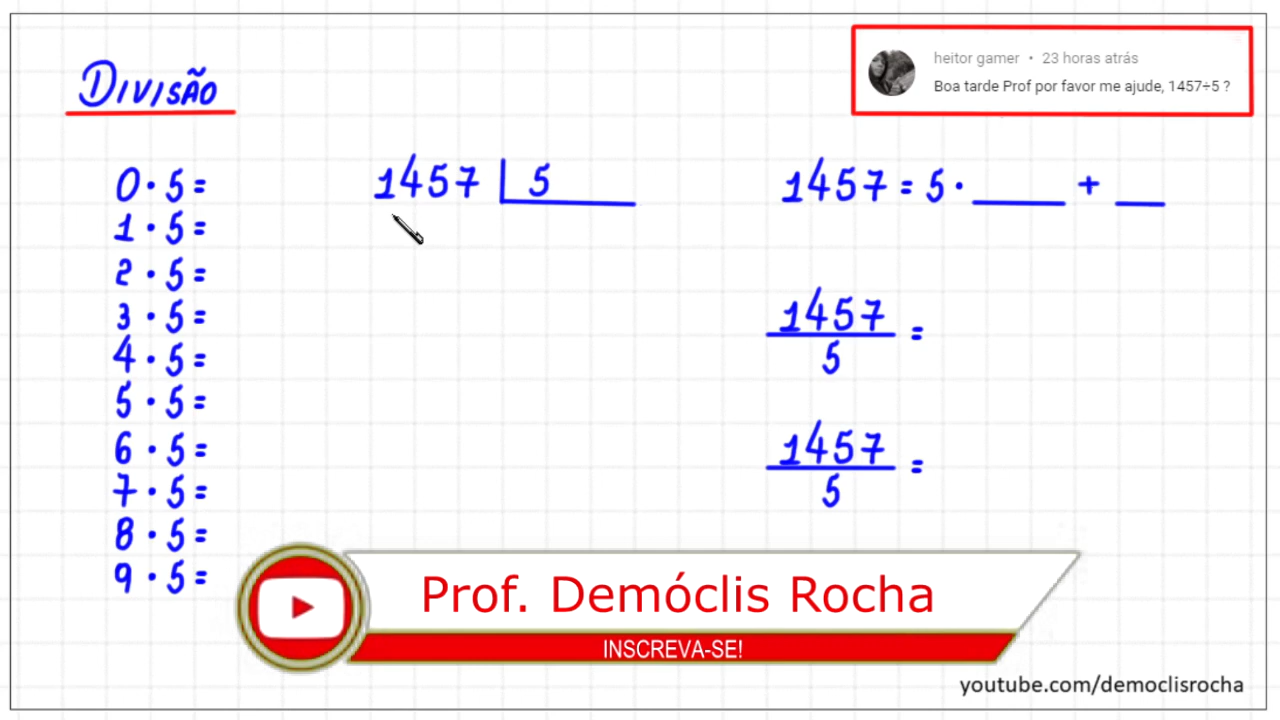 DIVISÃO
heitor gamer • 23 horas atrás
Boa tarde Prof por favor me ajude, 1457÷5 ?
0 · 5 =
1 · 5 =
2 · 5 =
3 · 5 =
4 · 5 =
5 · 5 =
6 · 5 =
7 · 5 =
8 · 5 =
9 · 5 =
1457 | 5
1457 = 5 · ____ + __
1457
5
=
1457
5
=
Prof. Demóclis Rocha
INSCREVA-SE!
youtube.com/democlisrocha